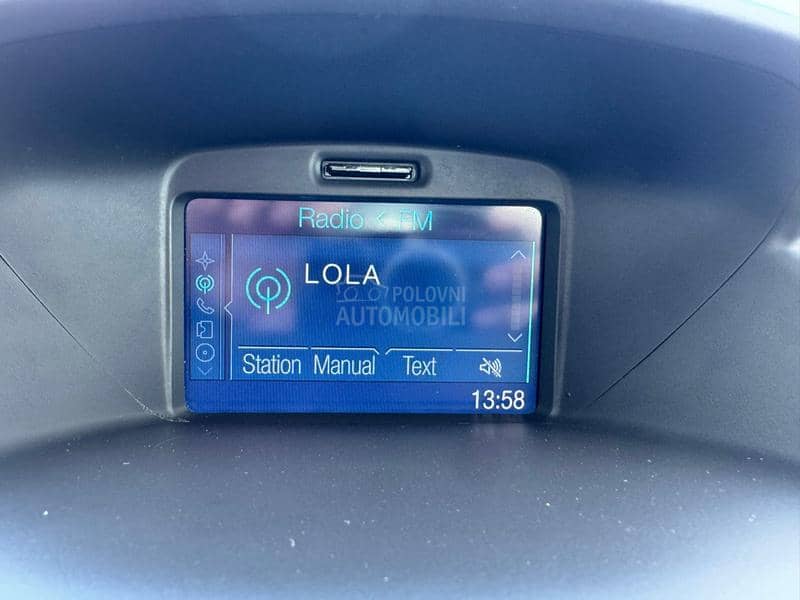 Radio < FM
LOLA
POLOVNI
AUTOMOBILI
Station Manual Text
13:58